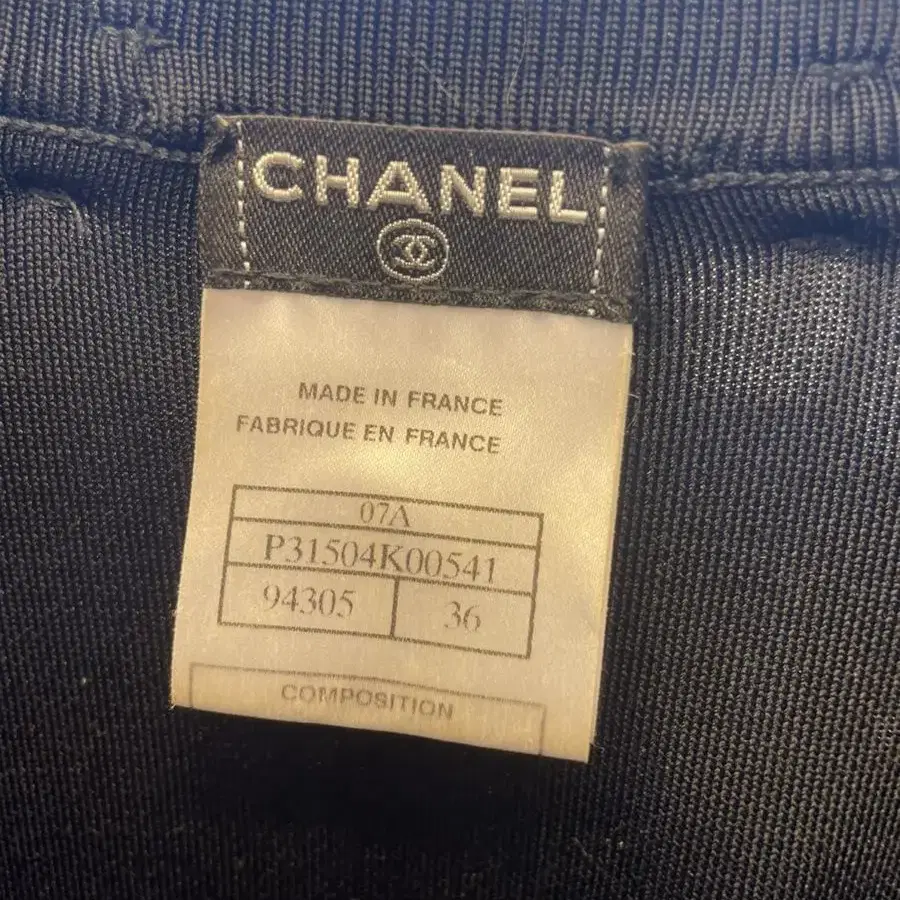 CHANEL
MADE IN FRANCE
FABRIQUE EN FRANCE
07A
P31504K00541
94305 36
COMPOSITION